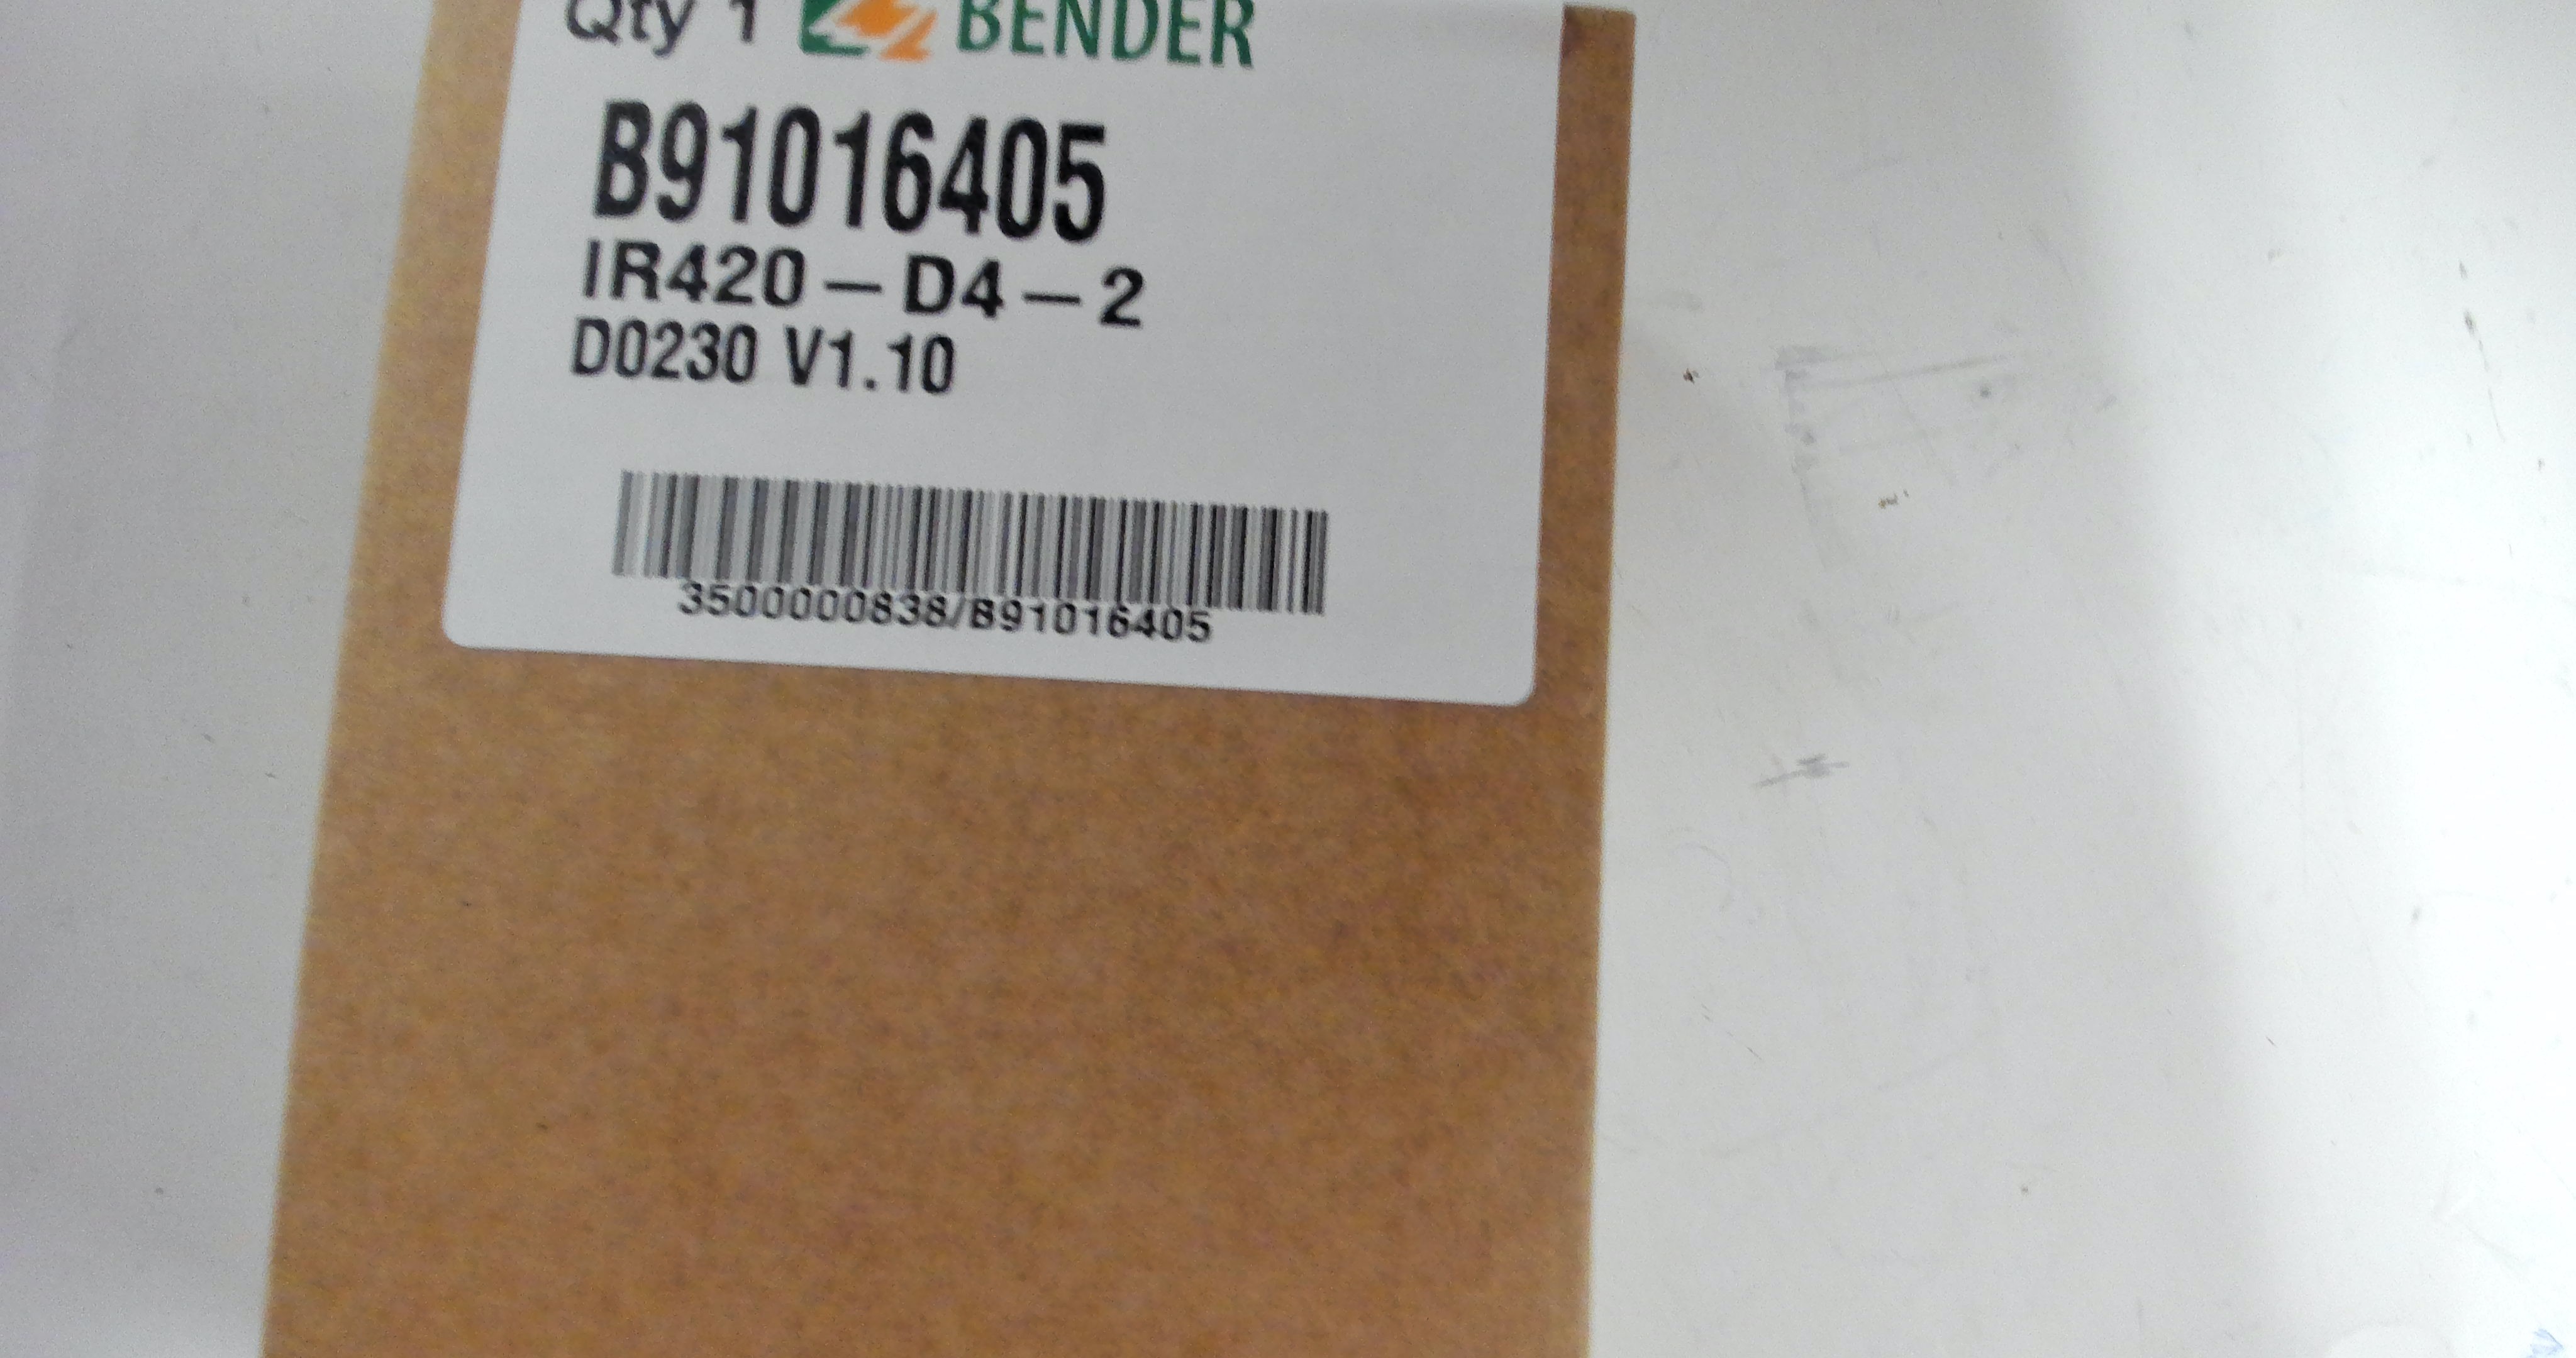 Qty 1 BENDER
B91016405
IR420-D4-2
D0230 V1.10
3500000838/B91016405